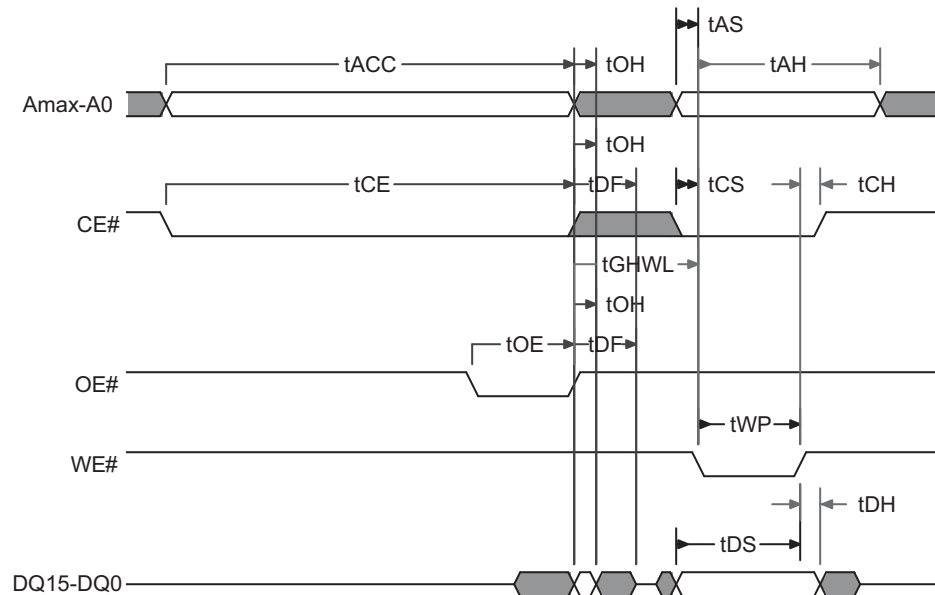 tAS
tACC tOH tAH
Amax-A0
tOH
tCE tDF tCS tCH
CE#
tGHWL
tOH
tOE tDF
OE#
tWP
WE#
tDH
tDS
DQ15-DQ0